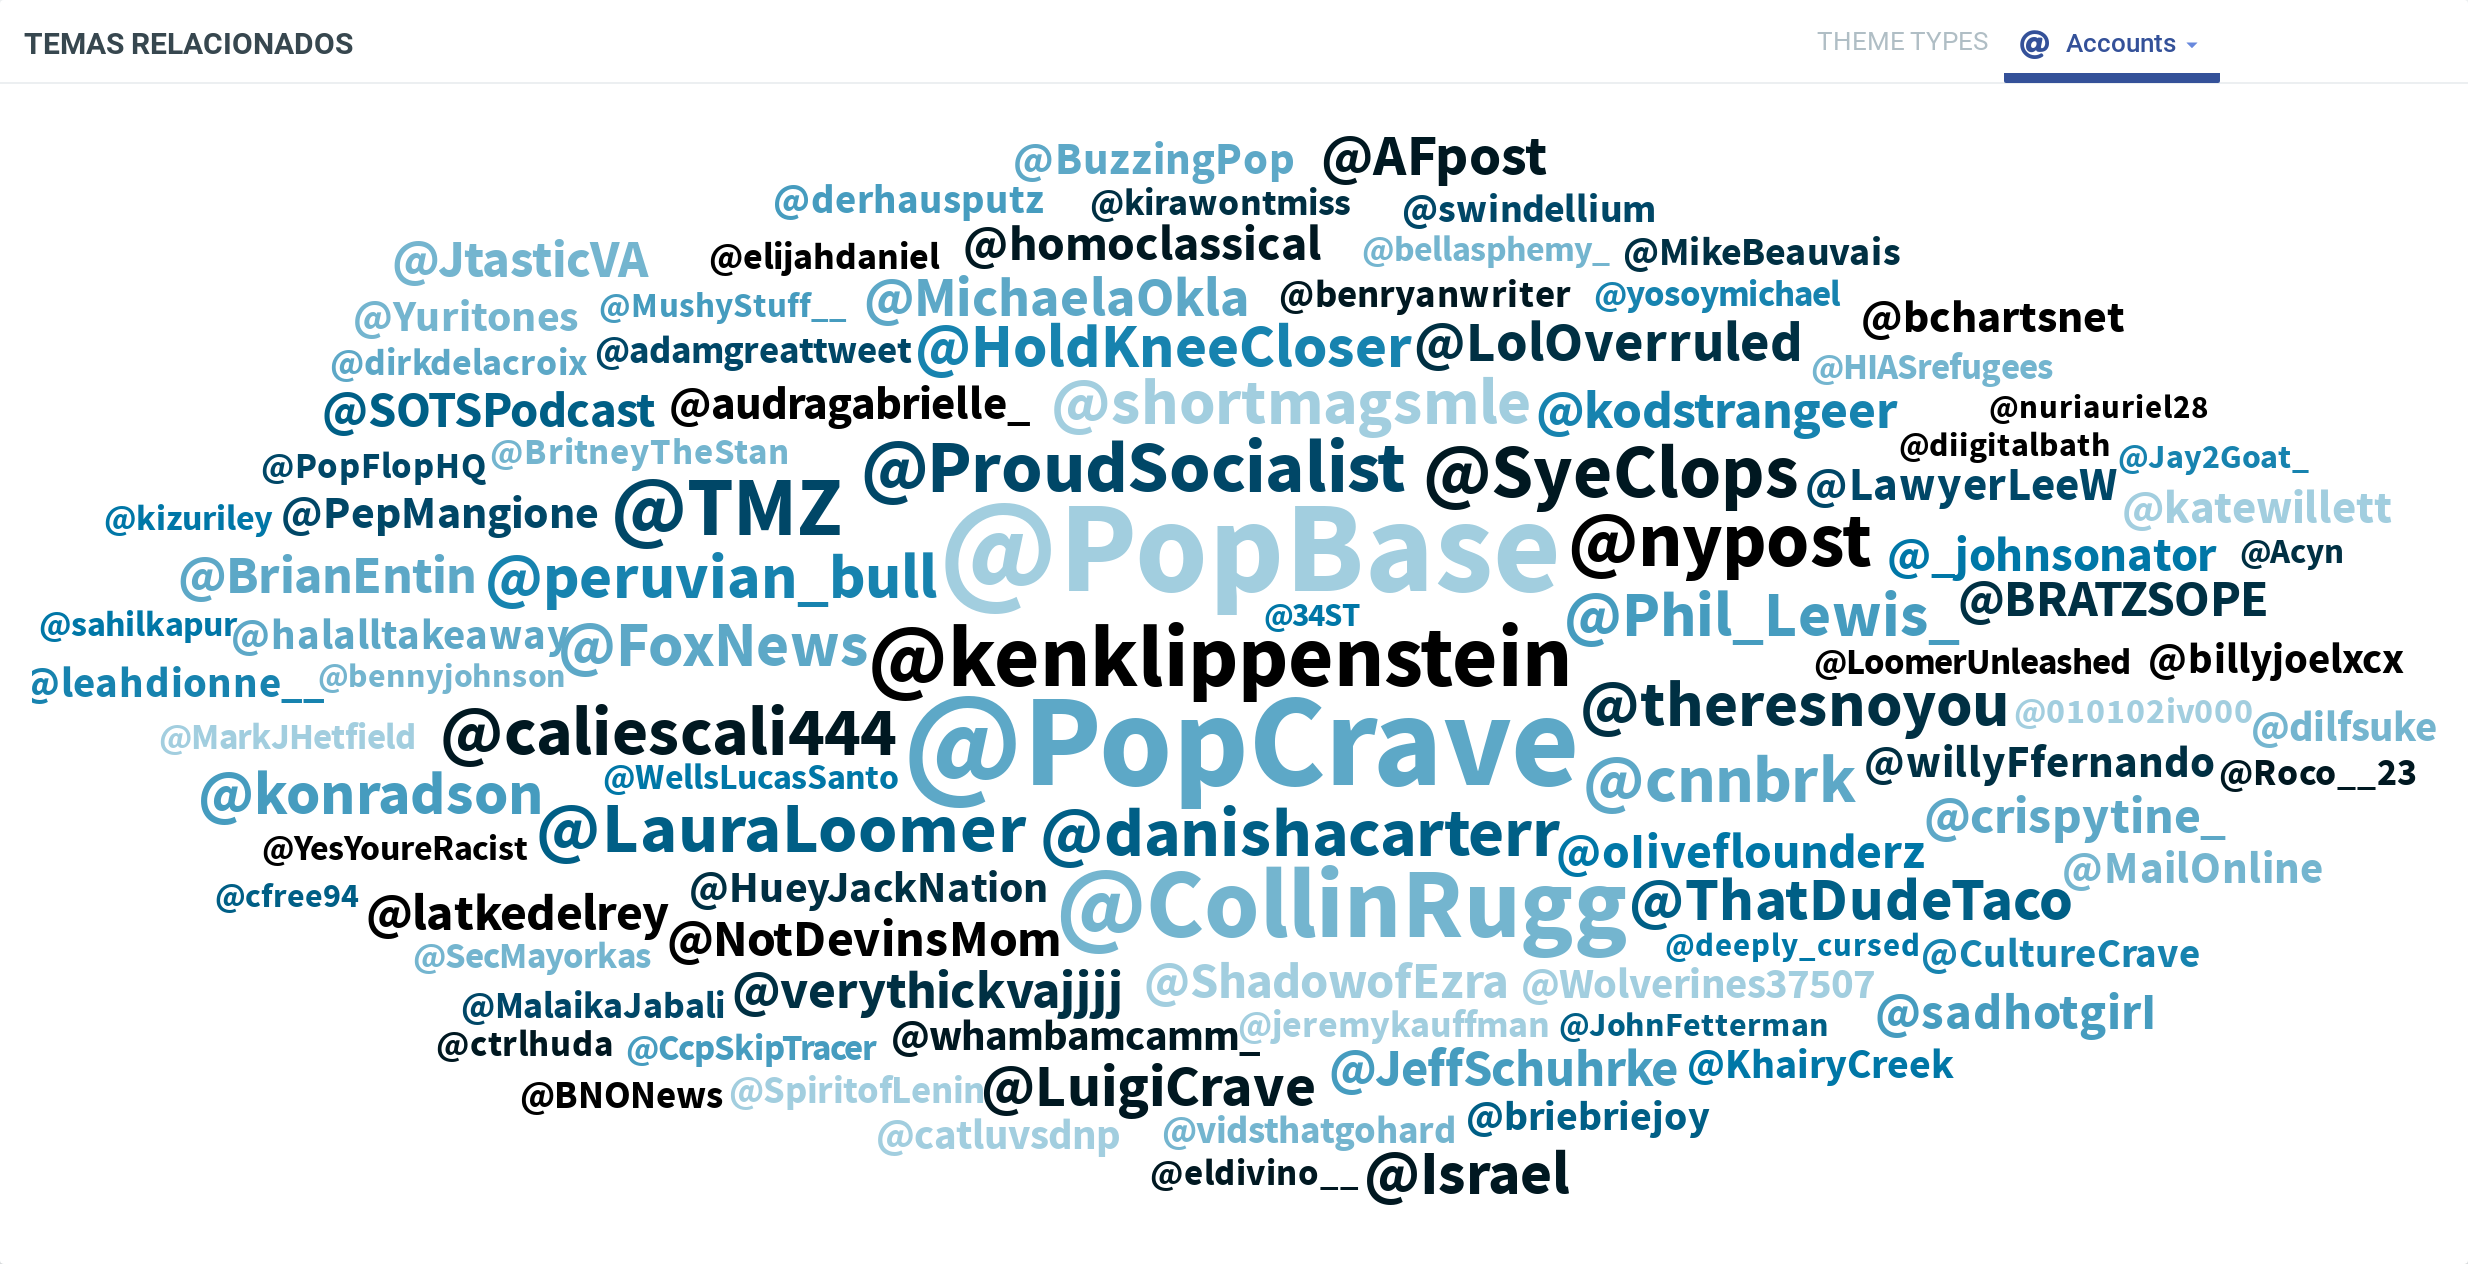 TEMAS RELACIONADOS
THEME TYPES @ Accounts
@BuzzingPop @AFpost
@derhausputz @kirawontmiss @swindellium
@JtasticVA @elijahdaniel @homoclassical @bellasphemy_ @MikeBeauvais
@Yuritones @MushyStuff__ @MichaelaOkla @benryanwriter @yosoymichael @bchartsnet
@dirkdelacroix @adamgreattweet @HoldKneeCloser @LolOverruled @HIASrefugees
@SOTSPodcast @audragabrielle_ @shortmagsmle @kodstrangeer @nuriauriel28
@PopFlopHQ @BritneyTheStan @ProudSocialist @SyeClops @diigitalbath @Jay2Goat_
@kizuriley @PepMangione @TMZ @LawyerLeeW @katewillett
@BrianEntin @peruvian_bull @PopBase @nypost @_johnsonator @Acyn
@sahilkapur @halalltakeaway @FoxNews @34ST @Phil_Lewis_ @BRATZSOPE
@leahdionne__ @bennyjohnson @kenklippenstein @LoomerUnleashed @billyjoelxcx
@MarkJHetfield @caliescali444 @PopCrave @theresnoyou @010102iv000 @dilfsuke
@konradson @WellsLucasSanto @cnnbrk @willyFfernando @Roco__23
@YesYoureRacist @LauraLoomer @danishacarterr @oliveflounderz @crispytine_
@cfree94 @latkedelrey @HueyJackNation @CollinRugg @ThatDudeTaco @MailOnline
@SecMayorkas @NotDevinsMom @deeply_cursed @CultureCrave
@MalaikaJabali @verythickvajjjj @ShadowofEzra @Wolverines37507 @sadhotgirl
@ctrlhuda @CcpSkipTracer @whambamcamm_ @jeremykauffman @JohnFetterman
@BNONews @SpiritofLenin @LuigiCrave @JeffSchuhrke @KhairyCreek
@catluvsdnp @vidsthatgohard @briebriejoy
@eldivino__ @Israel